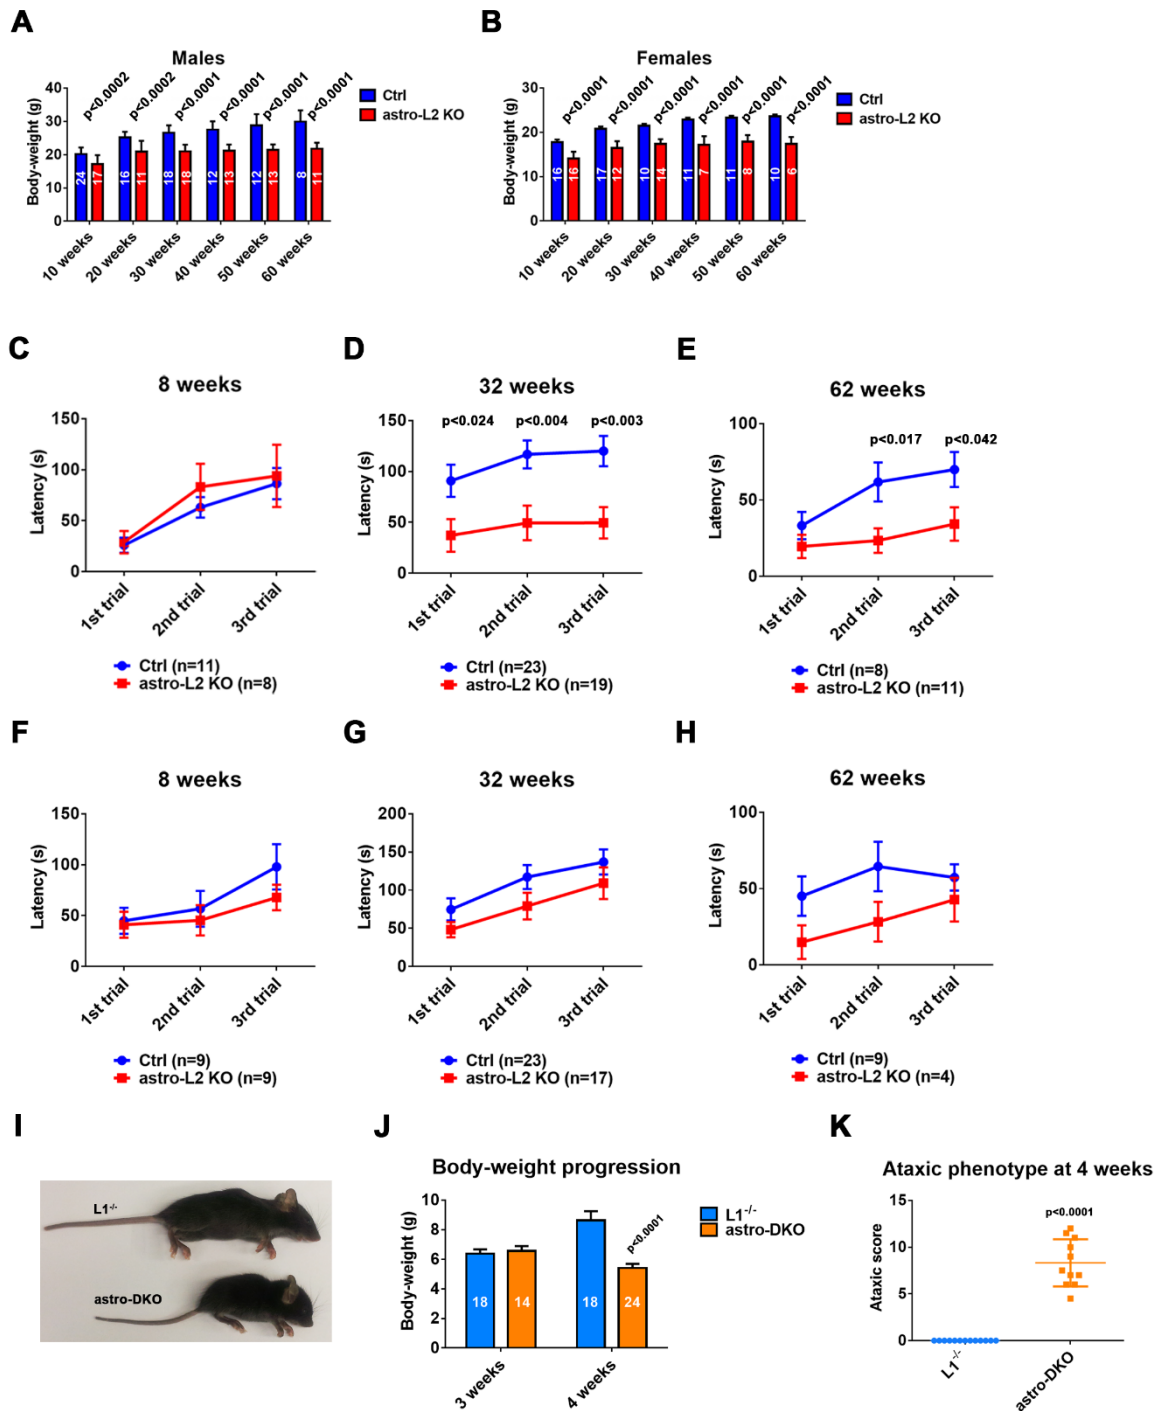 A
Males
Body-weight (g)
40
30
20
10
0
p<0.0002
p<0.0002
p<0.0001
p<0.0001
p<0.0001
p<0.0001
24
17
16
11
18
18
12
13
12
13
8
11
10 weeks
20 weeks
30 weeks
40 weeks
50 weeks
60 weeks
Ctrl
astro-L2 KO
B
Females
Body-weight (g)
30
20
10
0
p<0.0001
p<0.0001
p<0.0001
p<0.0001
p<0.0001
p<0.0001
16
16
17
12
10
14
11
7
11
8
10
6
10 weeks
20 weeks
30 weeks
40 weeks
50 weeks
60 weeks
Ctrl
astro-L2 KO
C
8 weeks
Latency (s)
150
100
50
0
1st trial
2nd trial
3rd trial
Ctrl (n=11)
astro-L2 KO (n=8)
D
32 weeks
Latency (s)
150
100
50
0
p<0.024
p<0.004
p<0.003
1st trial
2nd trial
3rd trial
Ctrl (n=23)
astro-L2 KO (n=19)
E
62 weeks
Latency (s)
100
50
0
p<0.017
p<0.042
1st trial
2nd trial
3rd trial
Ctrl (n=8)
astro-L2 KO (n=11)
F
8 weeks
Latency (s)
150
100
50
0
1st trial
2nd trial
3rd trial
Ctrl (n=9)
astro-L2 KO (n=9)
G
32 weeks
Latency (s)
200
150
100
50
0
1st trial
2nd trial
3rd trial
Ctrl (n=23)
astro-L2 KO (n=17)
H
62 weeks
Latency (s)
100
50
0
1st trial
2nd trial
3rd trial
Ctrl (n=9)
astro-L2 KO (n=4)
I
L1-/-
astro-DKO
J
Body-weight progression
Body-weight (g)
10
8
6
4
2
0
18
14
18
24
p<0.0001
3 weeks
4 weeks
L1-/-
astro-DKO
K
Ataxic phenotype at 4 weeks
Ataxic score
15
10
5
0
p<0.0001
L1-/-
astro-DKO